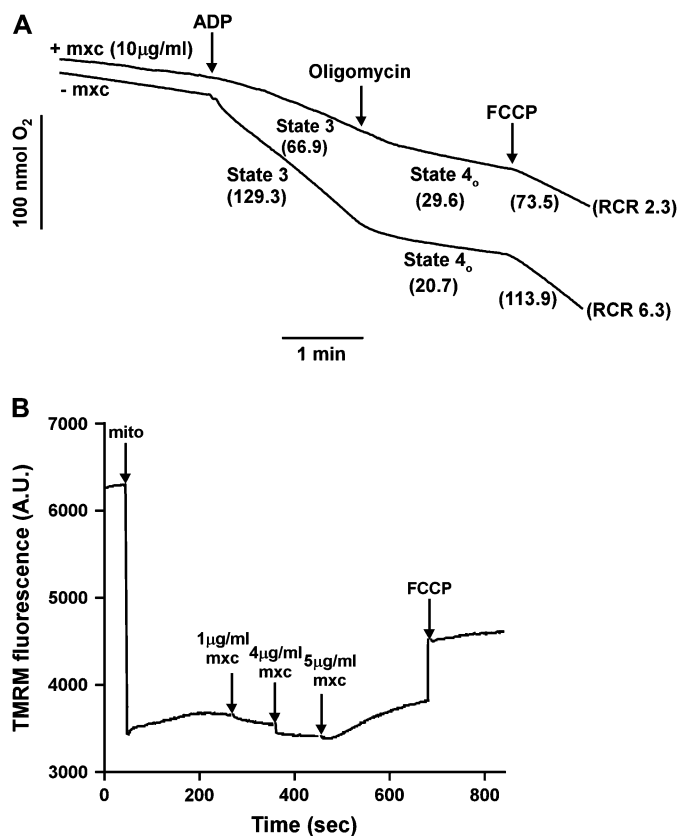 A
ADP
+ mxc (10μg/ml)
- mxc
Oligomycin
FCCP
100 nmol O2
State 3
(66.9)
State 3
(129.3)
State 4o
(29.6)
(73.5)
(RCR 2.3)
State 4o
(20.7)
(113.9)
(RCR 6.3)
1 min
B
7000
6000
5000
4000
3000
TMRM fluorescence (A.U.)
mito
1μg/ml
mxc
4μg/ml
mxc
5μg/ml
mxc
FCCP
0
200
400
600
800
Time (sec)